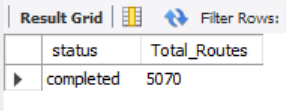 Result Grid Filter Rows:
status Total_Routes
completed 5070